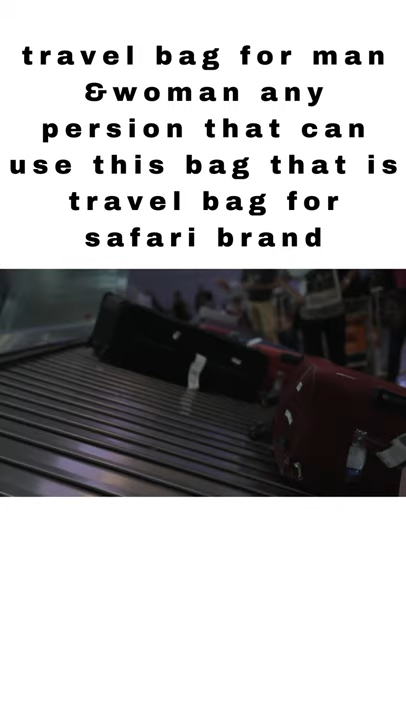 travel bag for man
&woman any
persion that can
use this bag that is
travel bag for
safari brand